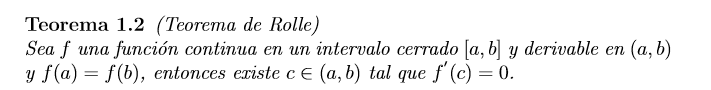 Teorema 1.2 (Teorema de Rolle)
Sea f una función continua en un intervalo cerrado [a, b] y derivable en (a, b)
y f(a) = f(b), entonces existe c ∈ (a, b) tal que f′(c) = 0.